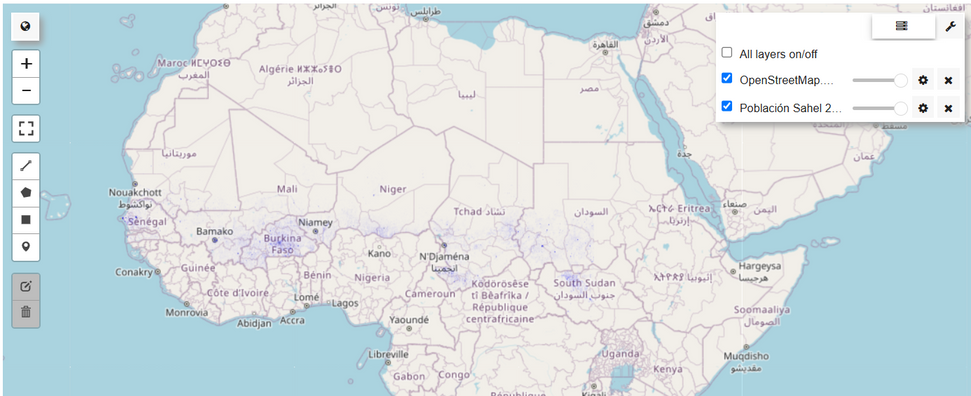 الجزائر
تونس
طرابلس
دمشق
الأردن
All layers on/off
OpenStreetMap....
Población Sahel 2...
+
−
Maroc ⵍⵎⵖⵔⵉⴱ
المغرب
Algérie ⵍⵣⵣⴰⵢⴻⵔ
الجزائر
ليبيا
القاهرة
مصر
جدة
مسقط
عمان
موريتانيا
Nouakchott
نواكشوط
Mali
Niger
Tchad تشاد
السودان
ኤርትራ Eritrea
إرتريا
صنعاء
اليمن
Sénégal
Bamako
Burkina
Faso
Niamey
Kano
N'Djaména
انجمينا
Conakry
Guinée
Bénin
Nigeria
Cameroun
Ködörösêse
tî Bêafrîka /
République
centrafricaine
South Sudan
جنوب السودان
ኢትዮጵያ إثيوبيا
Hargeysa
هرجيسا
Côte d'Ivoire
Lomé
Lagos
Monrovia
Abidjan
Accra
Yaoundé
Soomaaliya
الصومال
Libreville
Gabon
Congo
Uganda
Kenya
Muqdisho
مقديشو
République
Kigali